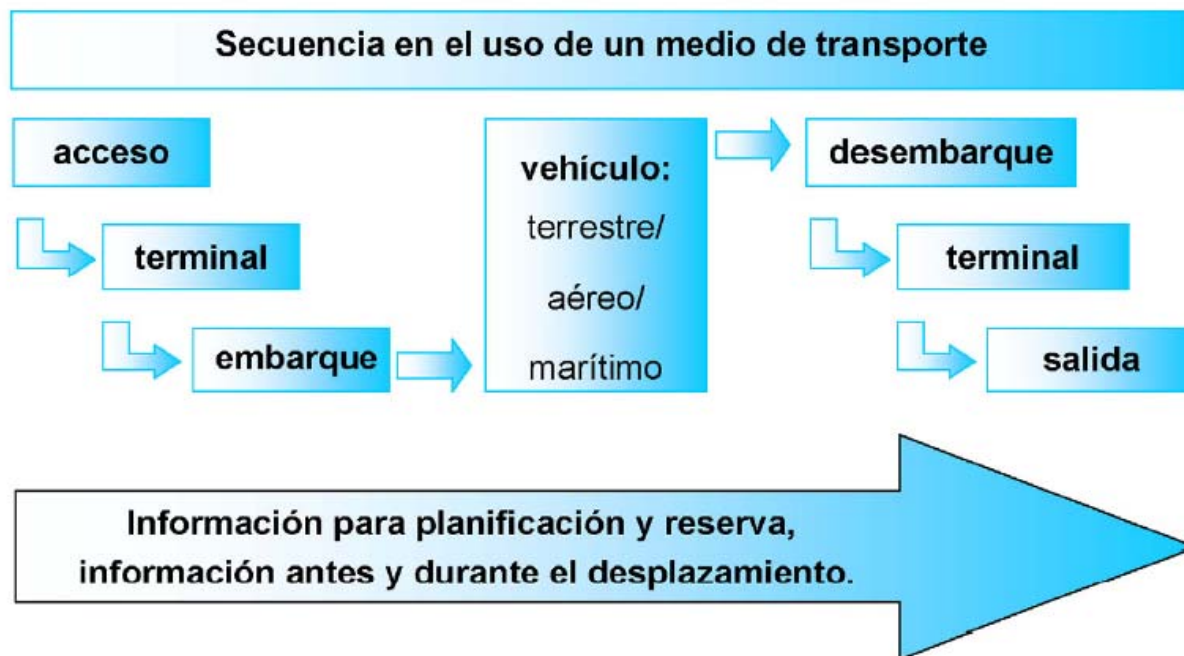 Secuencia en el uso de un medio de transporte
acceso
terminal
embarque
vehículo:
terrestre/
aéreo/
marítimo
desembarque
terminal
salida
Información para planificación y reserva,
información antes y durante el desplazamiento.